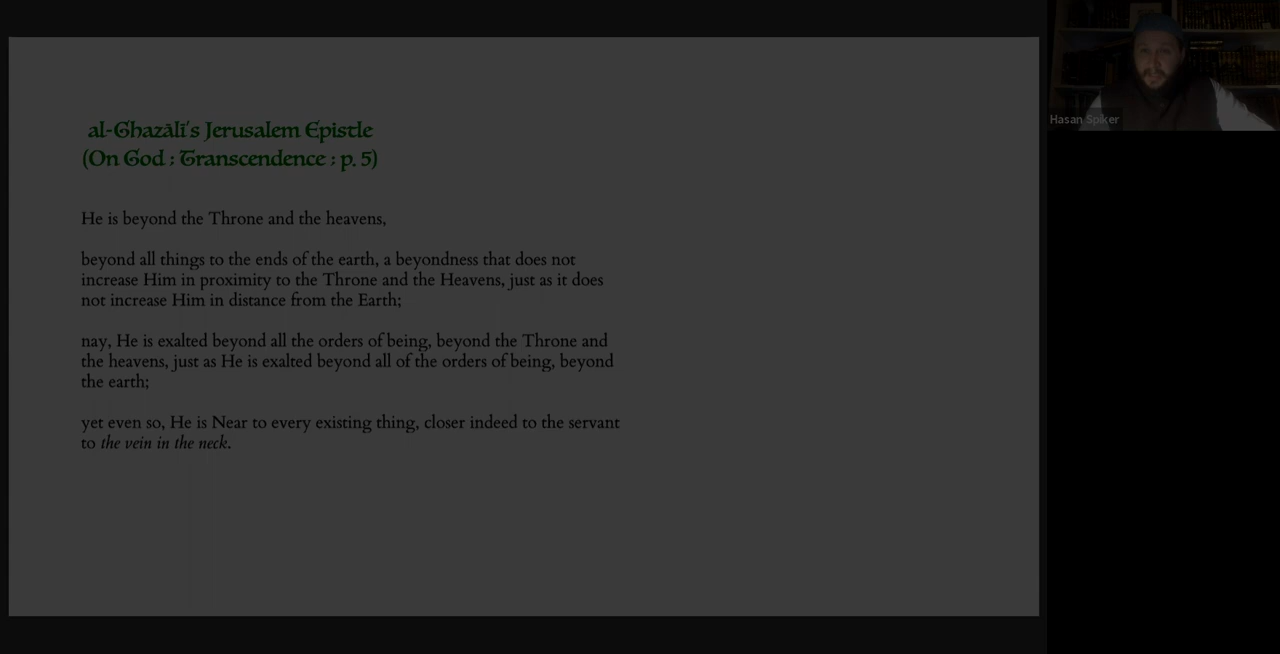 al-Ghazālī's Jerusalem Epistle
(On God : Transcendence : p. 5)
He is beyond the Throne and the heavens,
beyond all things to the ends of the earth, a beyondness that does not
increase Him in proximity to the Throne and the Heavens, just as it does
not increase Him in distance from the Earth;
nay, He is exalted beyond all the orders of being, beyond the Throne and
the heavens, just as He is exalted beyond all of the orders of being, beyond
the earth;
yet even so, He is Near to every existing thing, closer indeed to the servant
to the vein in the neck.
Hasan Spiker